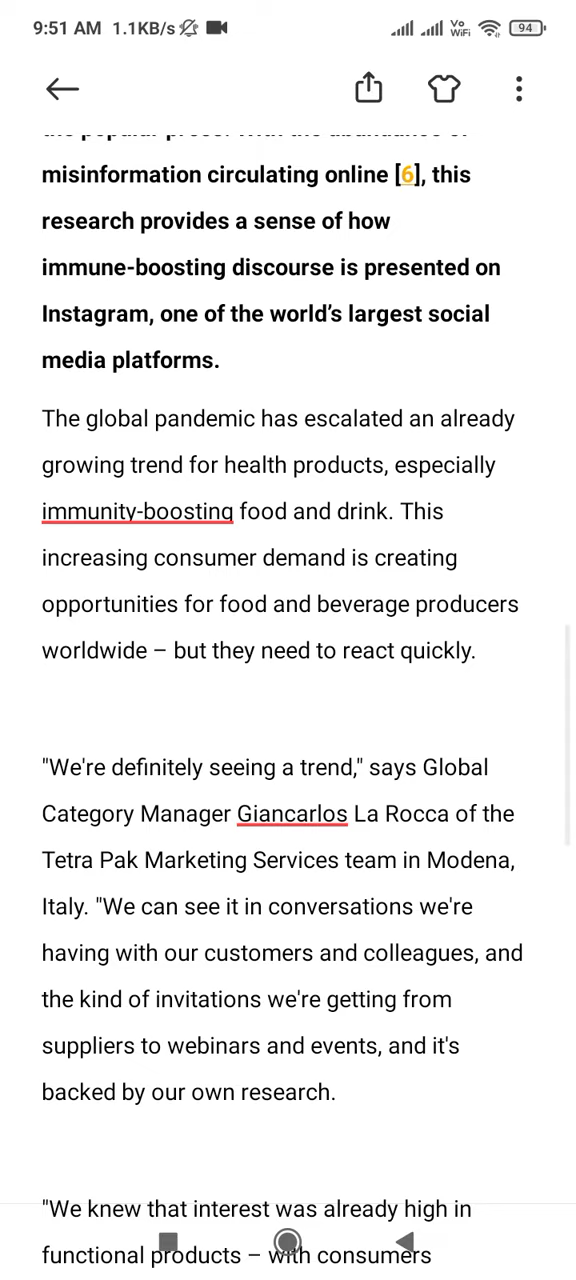 9:51 AM 1.1KB/s
Vo
WiFi
94
misinformation circulating online [6], this
research provides a sense of how
immune-boosting discourse is presented on
Instagram, one of the world's largest social
media platforms.
The global pandemic has escalated an already
growing trend for health products, especially
immunity-boosting food and drink. This
increasing consumer demand is creating
opportunities for food and beverage producers
worldwide – but they need to react quickly.
"We're definitely seeing a trend," says Global
Category Manager Giancarlos La Rocca of the
Tetra Pak Marketing Services team in Modena,
Italy. "We can see it in conversations we're
having with our customers and colleagues, and
the kind of invitations we're getting from
suppliers to webinars and events, and it's
backed by our own research.
"We knew that interest was already high in
functional products – with consumers